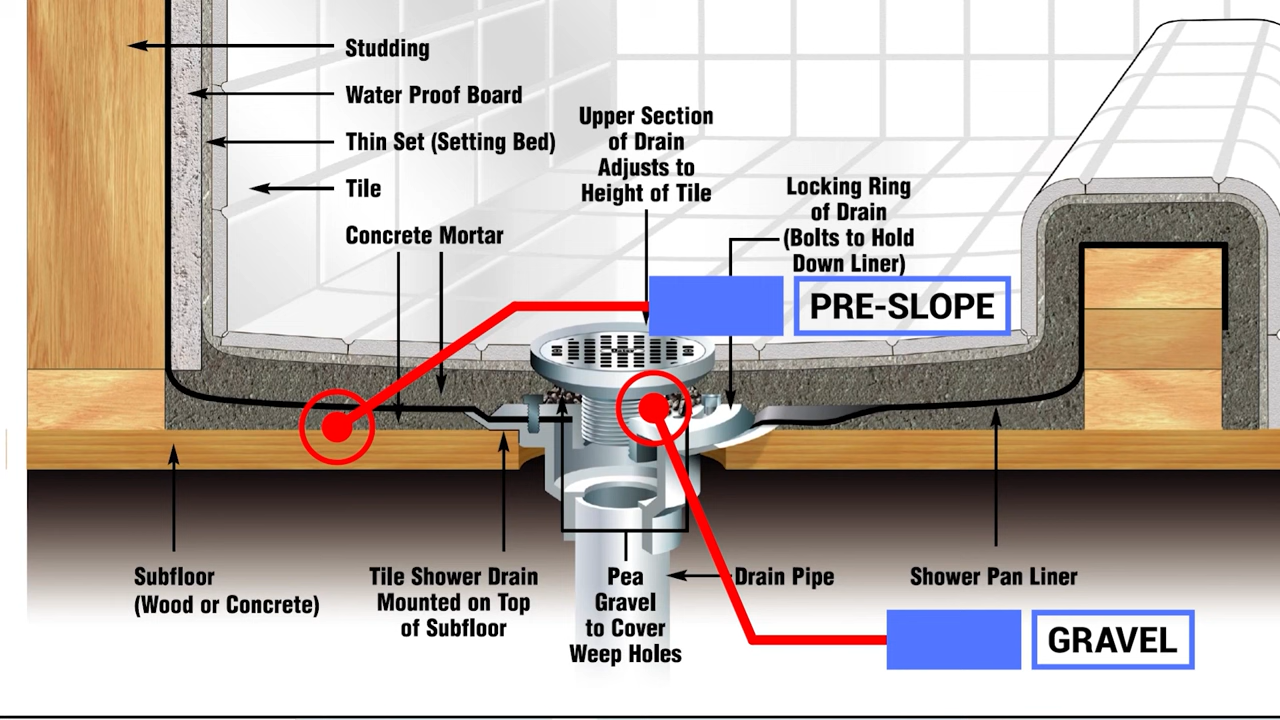 Studding
Water Proof Board
Thin Set (Setting Bed)
Tile
Concrete Mortar
Upper Section
of Drain
Adjusts to
Height of Tile
Locking Ring
of Drain
(Bolts to Hold
Down Liner)
PRE-SLOPE
Subfloor
(Wood or Concrete)
Tile Shower Drain
Mounted on Top
of Subfloor
Pea
Gravel
to Cover
Weep Holes
Drain Pipe
Shower Pan Liner
GRAVEL